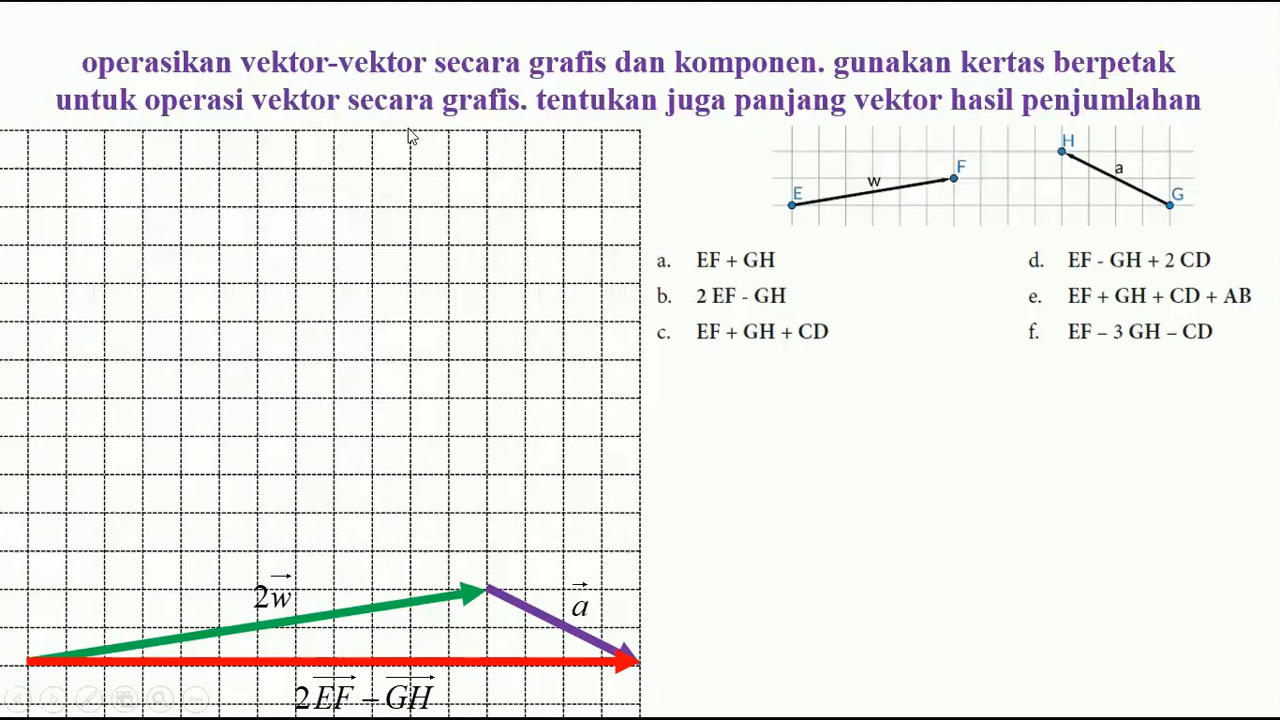 operasikan vektor-vektor secara grafis dan komponen. gunakan kertas berpetak
untuk operasi vektor secara grafis. tentukan juga panjang vektor hasil penjumlahan
E w F
H a G
a. EF + GH
b. 2 EF - GH
c. EF + GH + CD
d. EF - GH + 2 CD
e. EF + GH + CD + AB
f. EF – 3 GH – CD
2w
a
2EF – GH